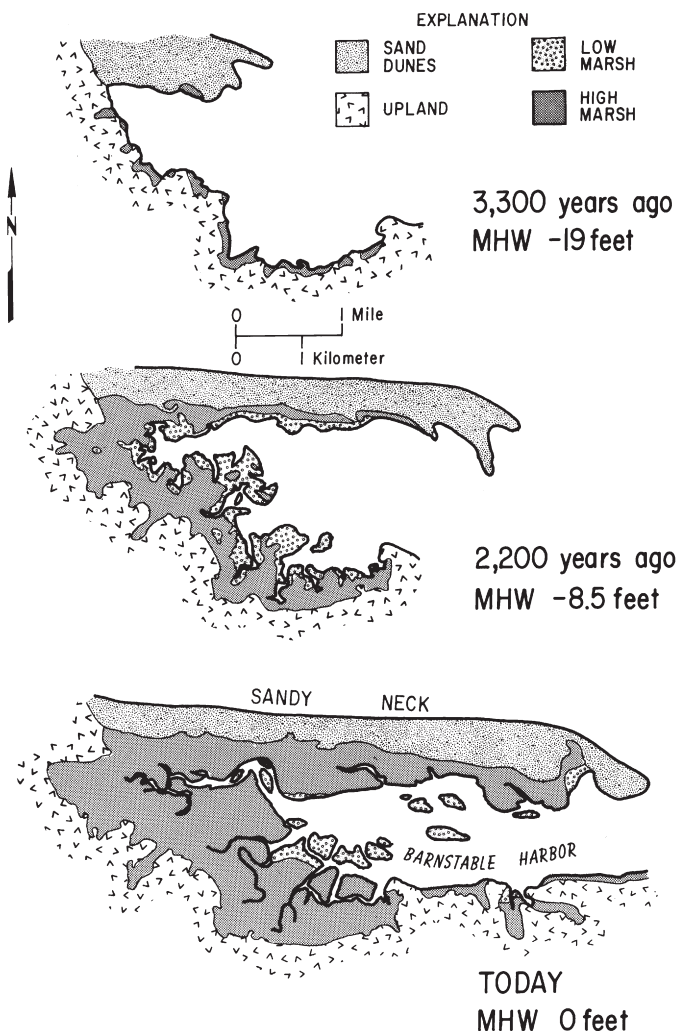 EXPLANATION
SAND
DUNES
LOW
MARSH
UPLAND
HIGH
MARSH
N
3,300 years ago
MHW -19 feet
0 1 Mile
0 1 Kilometer
2,200 years ago
MHW -8.5 feet
SANDY NECK
BARNSTABLE HARBOR
TODAY
MHW 0 feet